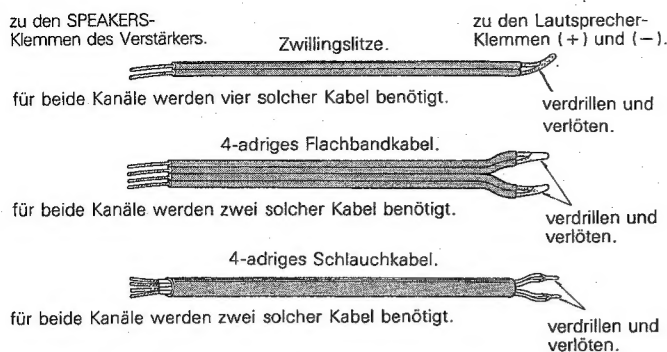 zu den SPEAKERS-
Klemmen des Verstärkers.
zu den Lautsprecher-
Klemmen (+) und (−).
Zwillingslitze.
für beide Kanäle werden vier solcher Kabel benötigt.
verdrillen und
verlöten.
4-adriges Flachbandkabel.
für beide Kanäle werden zwei solcher Kabel benötigt.
verdrillen und
verlöten.
4-adriges Schlauchkabel.
für beide Kanäle werden zwei solcher Kabel benötigt.
verdrillen und
verlöten.